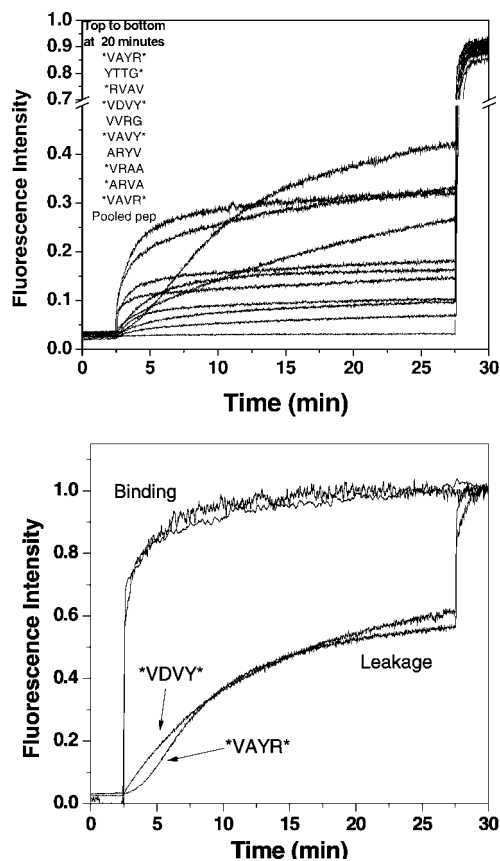 Top to bottom
at 20 minutes
*VAYR*
YTTG*
*RVAV
*VDVY*
VVRG
*VAVY*
ARYV
*VRAA
*ARVA
*VAVR*
Pooled pep
Fluorescence Intensity
1.0
0.9
0.8
0.7
0.4
0.3
0.2
0.1
0.0
0
5
10
15
20
25
30
Time (min)
Binding
*VDVY*
*VAYR*
Leakage
Fluorescence Intensity
1.0
0.8
0.6
0.4
0.2
0.0
0
5
10
15
20
25
30
Time (min)